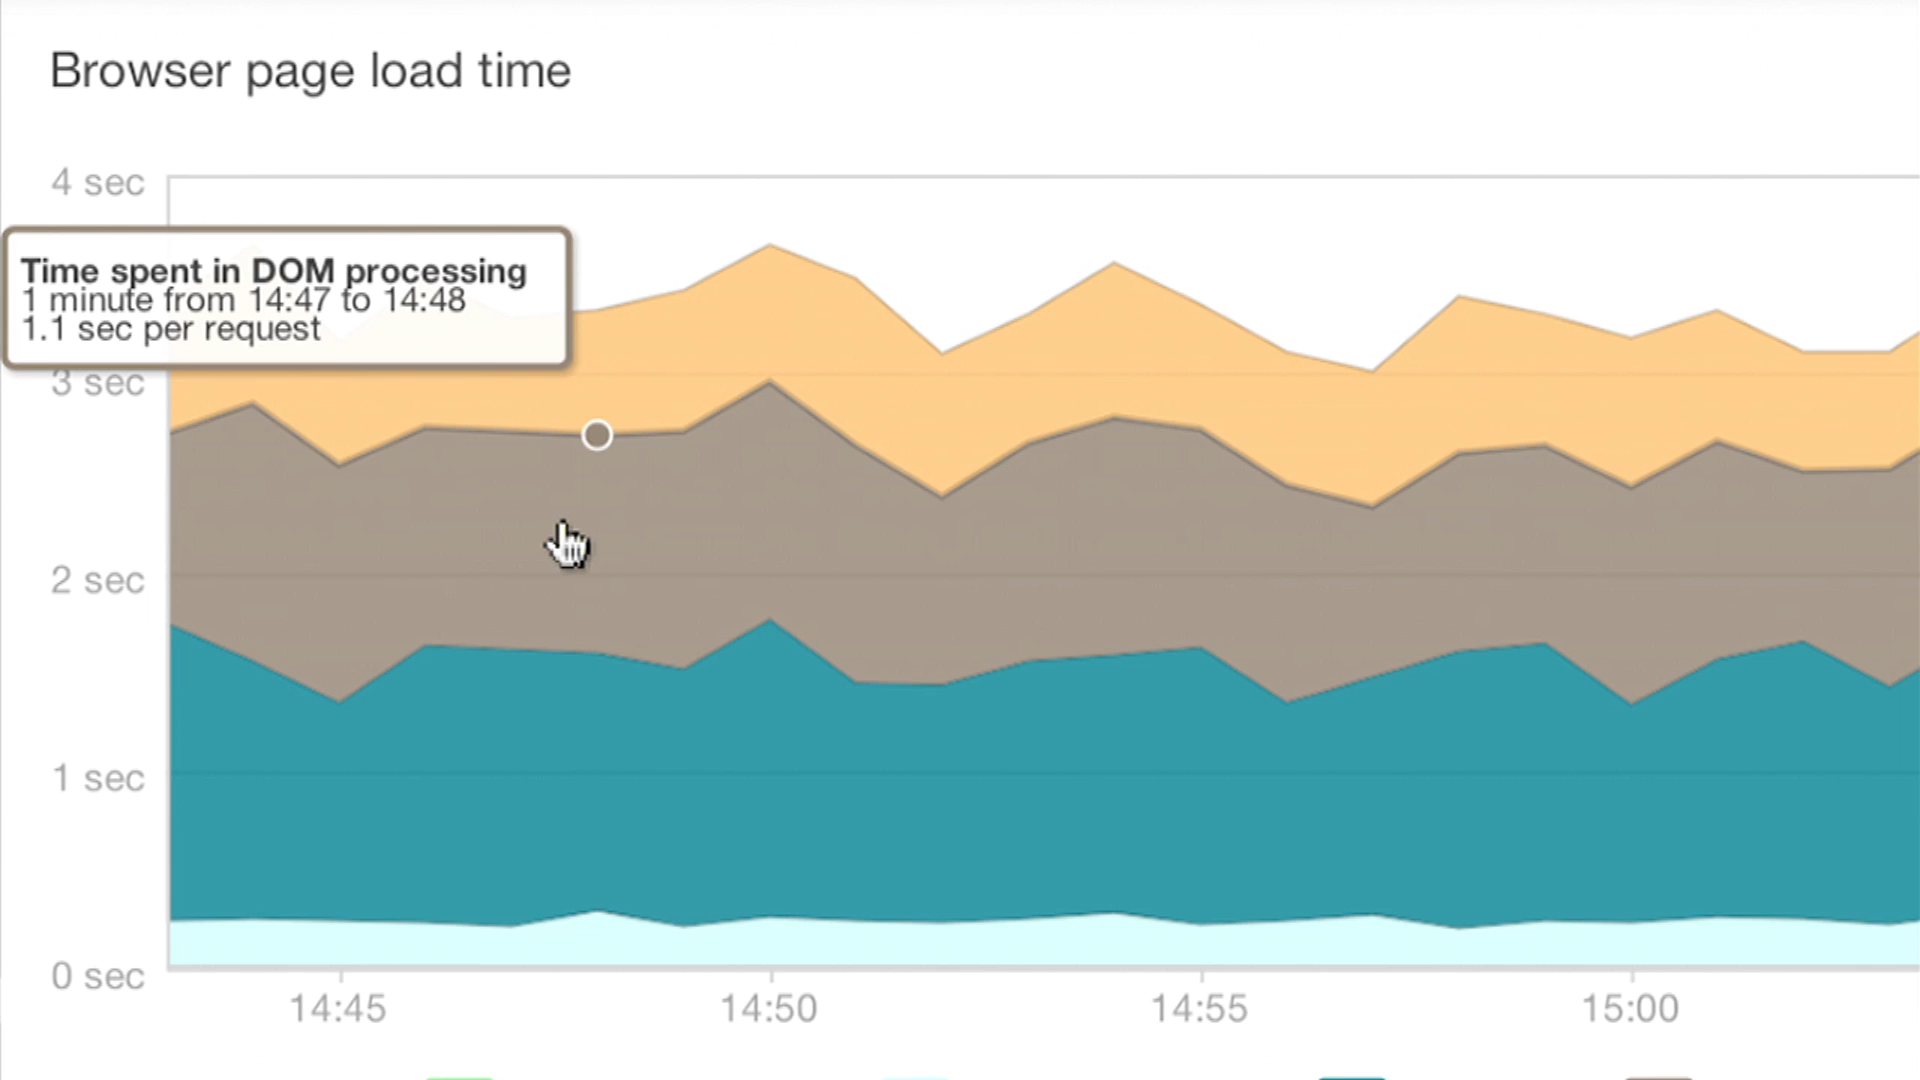 Browser page load time
4 sec
Time spent in DOM processing
1 minute from 14:47 to 14:48
1.1 sec per request
3 sec
2 sec
1 sec
0 sec
14:45 14:50 14:55 15:00